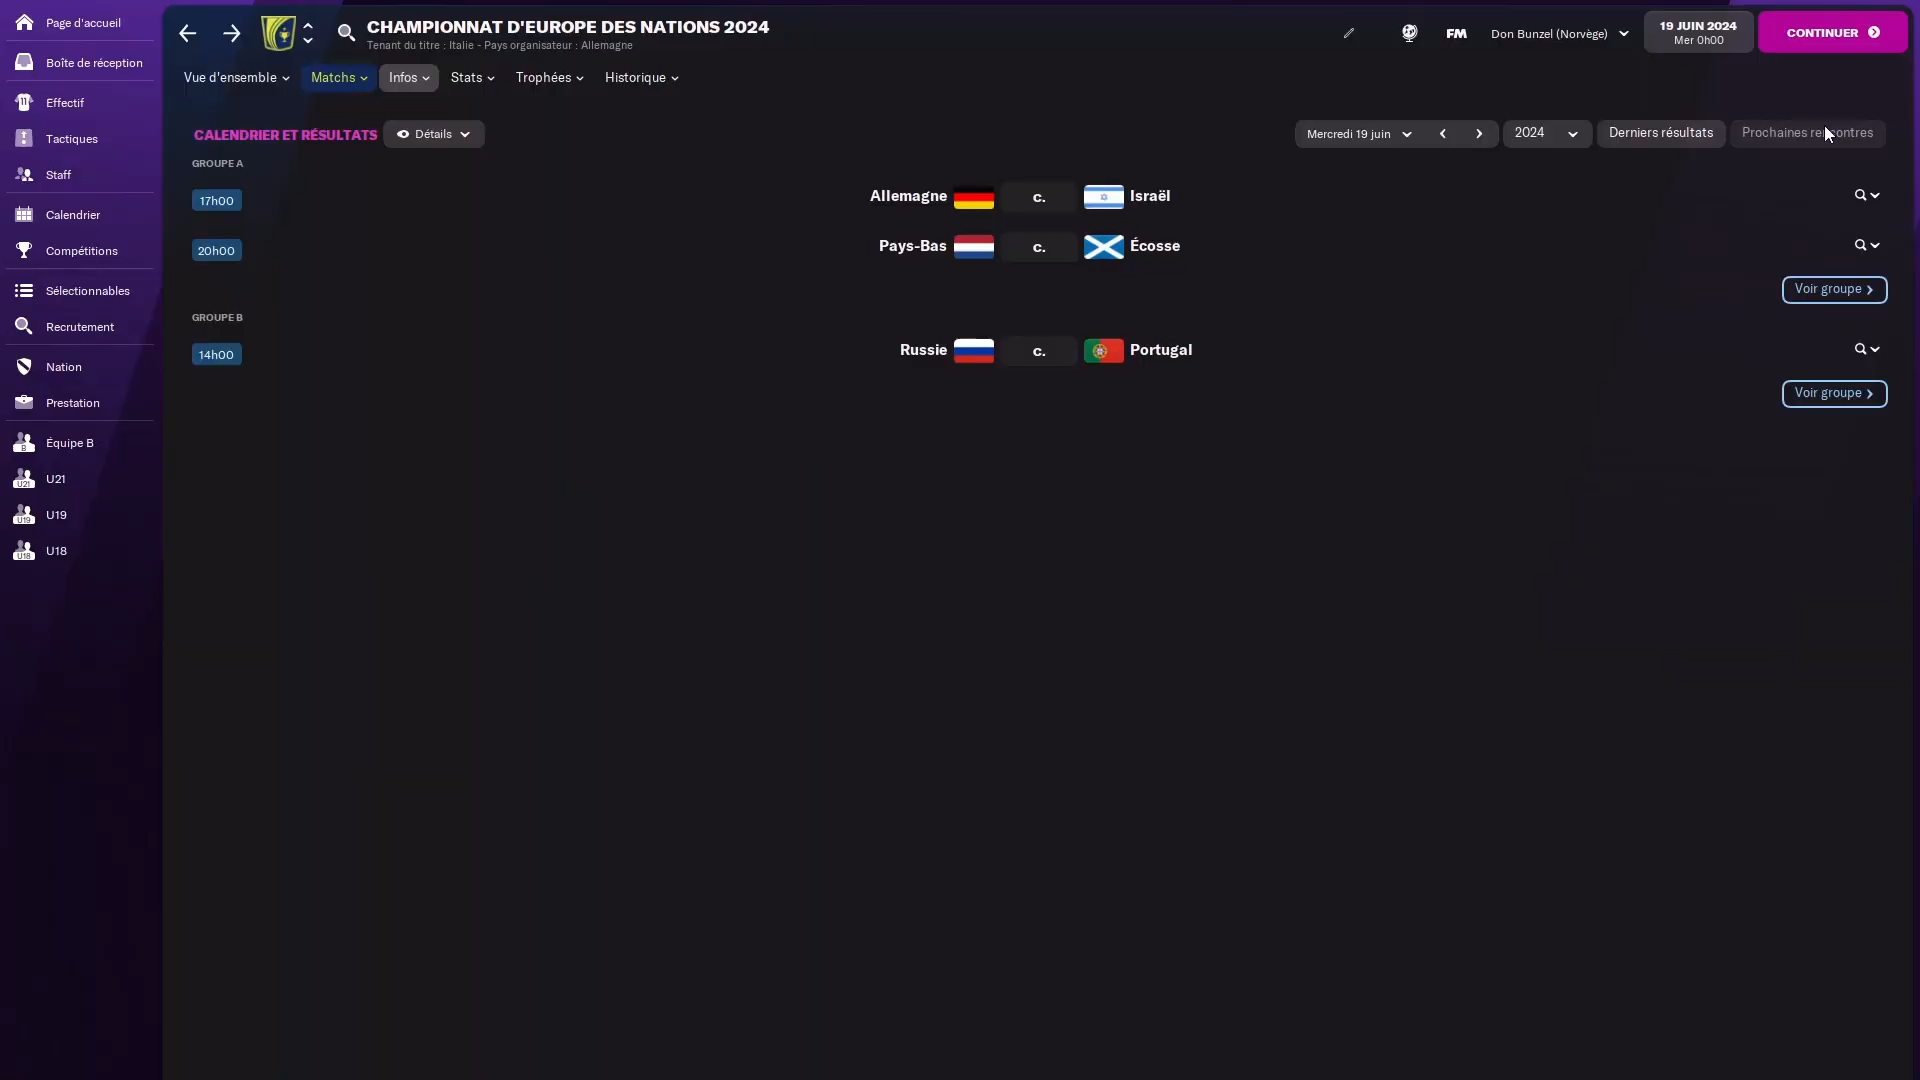 Page d'accueil
Boîte de réception
Effectif
Tactiques
Staff
Calendrier
Compétitions
Sélectionnables
Recrutement
Nation
Prestation
B
Équipe B
U21
U21
U19
U19
U18
U18
CHAMPIONNAT D'EUROPE DES NATIONS 2024
Tenant du titre : Italie - Pays organisateur : Allemagne
FM
Don Bunzel (Norvège)
19 JUIN 2024
Mer 0h00
CONTINUER
Vue d'ensemble
Matchs
Infos
Stats
Trophées
Historique
CALENDRIER ET RÉSULTATS
Détails
Mercredi 19 juin
2024
Derniers résultats
Prochaines rencontres
GROUPE A
17h00
Allemagne c. Israël
20h00
Pays-Bas c. Écosse
Voir groupe
GROUPE B
14h00
Russie c. Portugal
Voir groupe